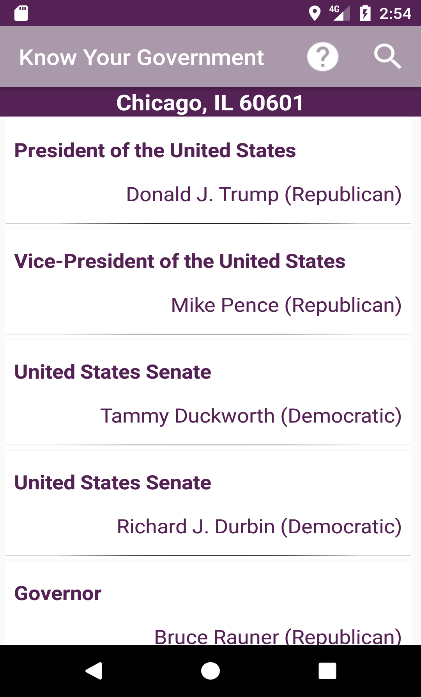 4G
2:54
Know Your Government
?
Chicago, IL 60601
President of the United States
Donald J. Trump (Republican)
Vice-President of the United States
Mike Pence (Republican)
United States Senate
Tammy Duckworth (Democratic)
United States Senate
Richard J. Durbin (Democratic)
Governor
Bruce Rauner (Republican)